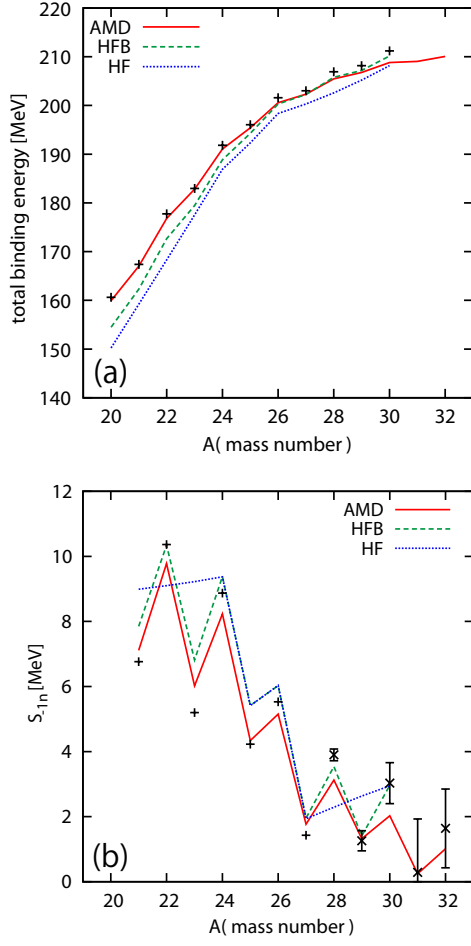 AMD
HFB
HF
220
210
200
190
180
170
160
150
140
total binding energy [MeV]
(a)
20 22 24 26 28 30 32
A( mass number )
AMD
HFB
HF
12
10
8
6
4
2
0
S-1n [MeV]
(b)
20 22 24 26 28 30 32
A( mass number )